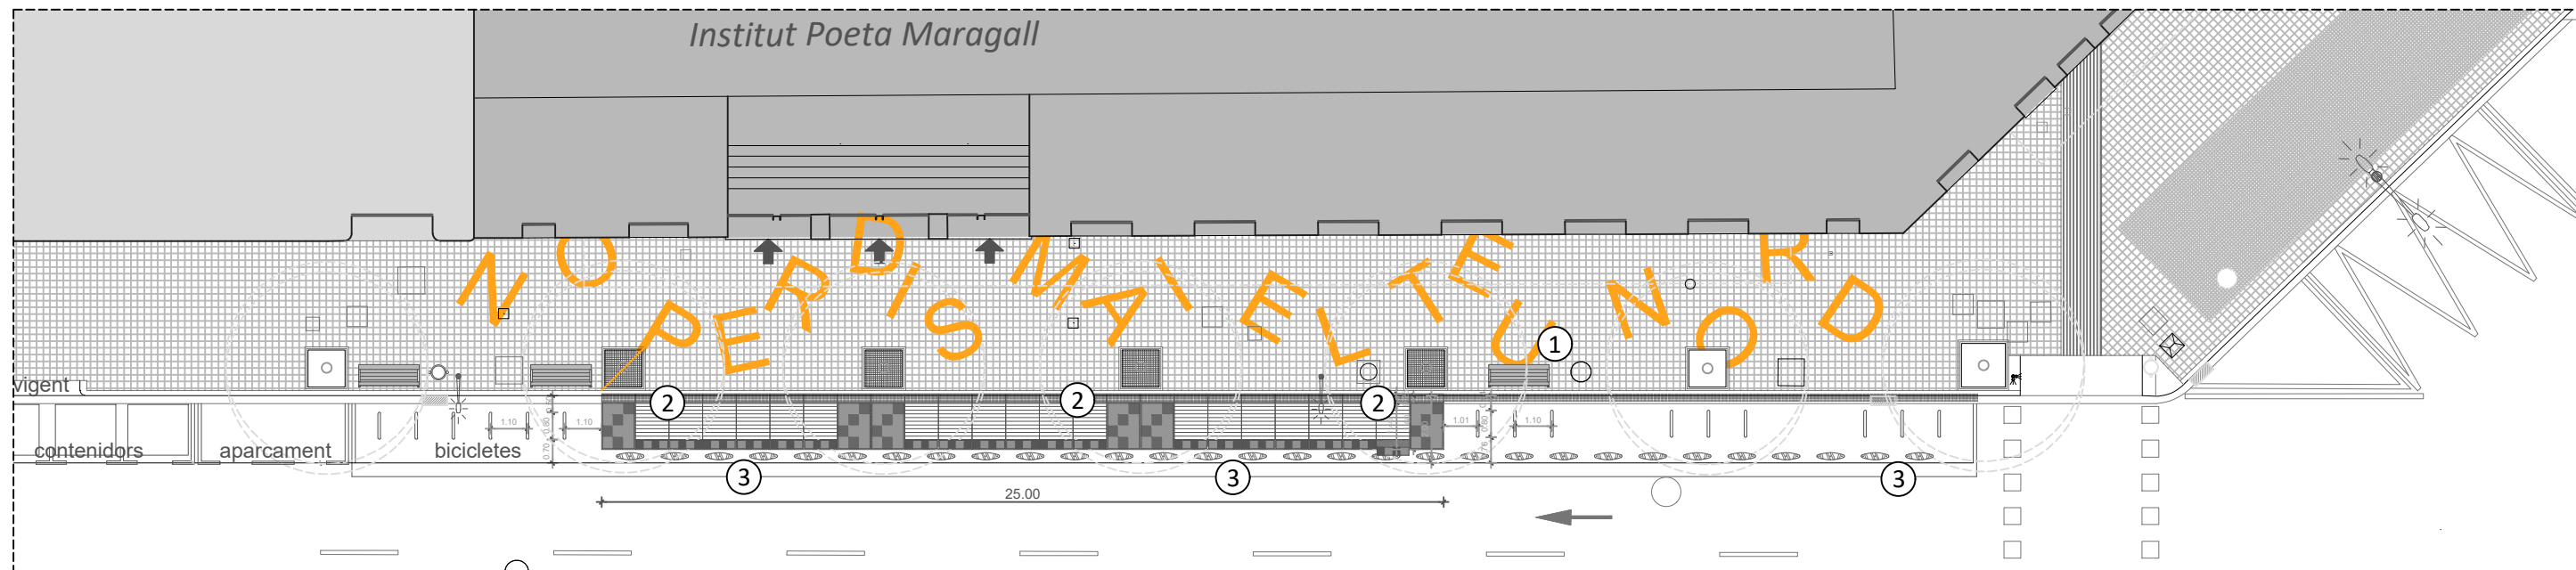 Institut Poeta Maragall
NO PERDIS MAI EL TEU NORD
1
vigent
2 2 2
1.10 1.10 1.01 1.10
contenidors aparcament bicicletes
3 3 3
25.00